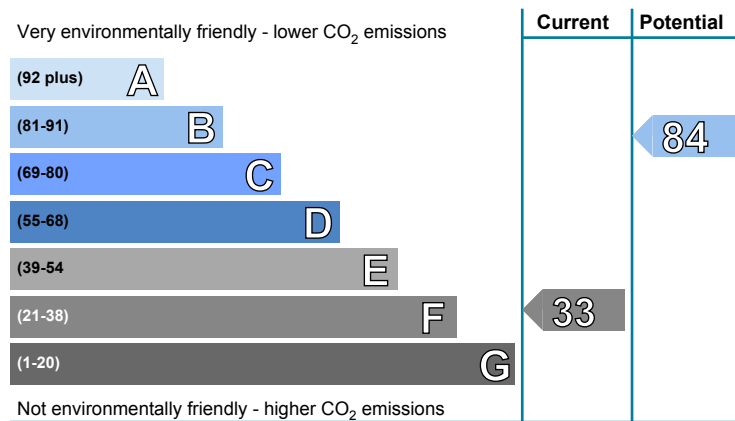 Current Potential
Very environmentally friendly - lower CO2 emissions
(92 plus) A
(81-91) B
84
(69-80) C
(55-68) D
(39-54 E
(21-38) F
33
(1-20) G
Not environmentally friendly - higher CO2 emissions